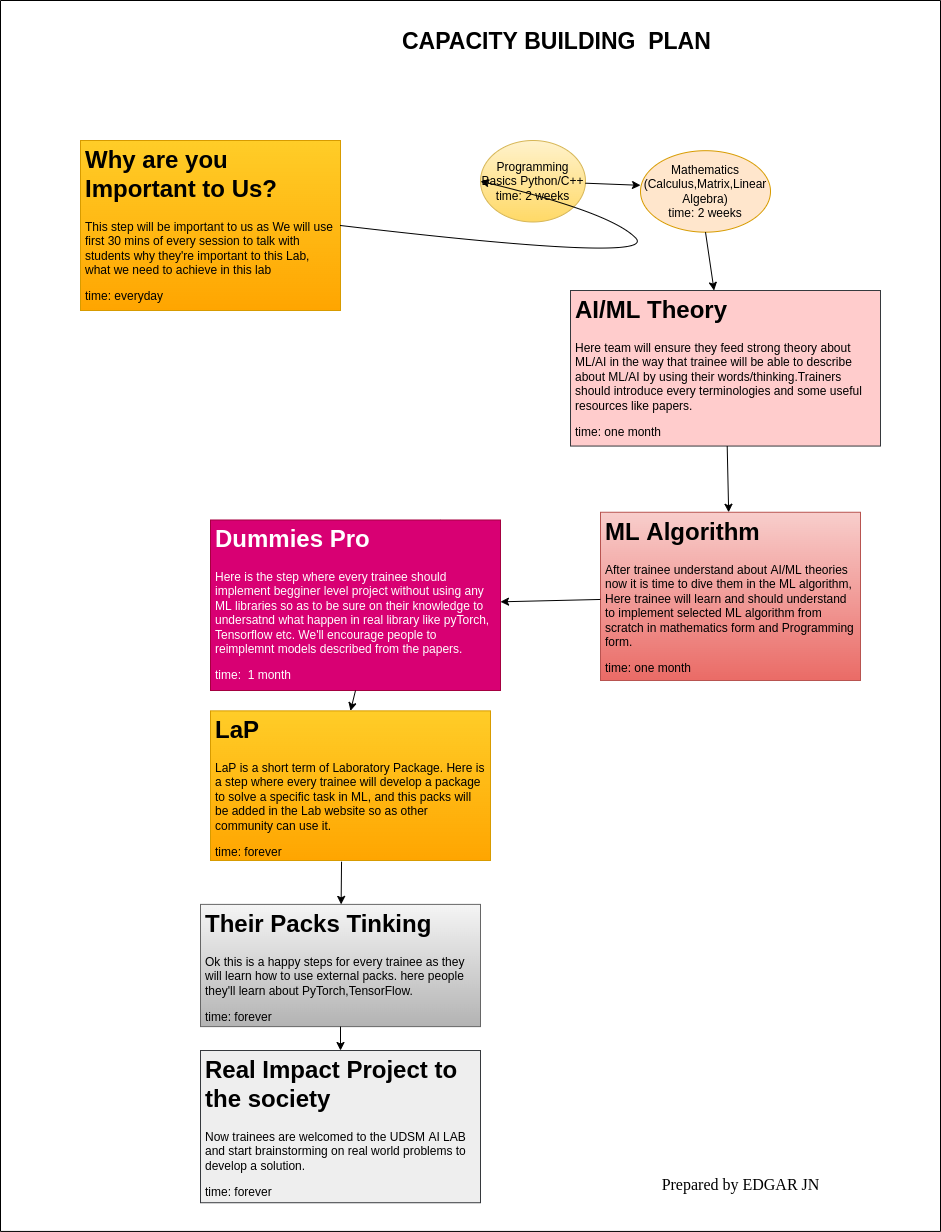 CAPACITY BUILDING  PLAN
Why are you
Important to Us?
This step will be important to us as We will use
first 30 mins of every session to talk with
students why they're important to this Lab,
what we need to achieve in this lab
time: everyday
Programming
Basics Python/C++
time: 2 weeks
Mathematics
(Calculus,Matrix,Linear
Algebra)
time: 2 weeks
AI/ML Theory
Here team will ensure they feed strong theory about
ML/AI in the way that trainee will be able to describe
about ML/AI by using their words/thinking.Trainers
should introduce every terminologies and some useful
resources like papers.
time: one month
ML Algorithm
After trainee understand about AI/ML theories
now it is time to dive them in the ML algorithm,
Here trainee will learn and should understand
to implement selected ML algorithm from
scratch in mathematics form and Programming
form.
time: one month
Dummies Pro
Here is the step where every trainee should
implement begginer level project without using any
ML libraries so as to be sure on their knowledge to
undersatnd what happen in real library like pyTorch,
Tensorflow etc. We'll encourage people to
reimplemnt models described from the papers.
time:  1 month
LaP
LaP is a short term of Laboratory Package. Here is
a step where every trainee will develop a package
to solve a specific task in ML, and this packs will
be added in the Lab website so as other
community can use it.
time: forever
Their Packs Tinking
Ok this is a happy steps for every trainee as they
will learn how to use external packs. here people
they'll learn about PyTorch,TensorFlow.
time: forever
Real Impact Project to
the society
Now trainees are welcomed to the UDSM AI LAB
and start brainstorming on real world problems to
develop a solution.
time: forever
Prepared by EDGAR JN